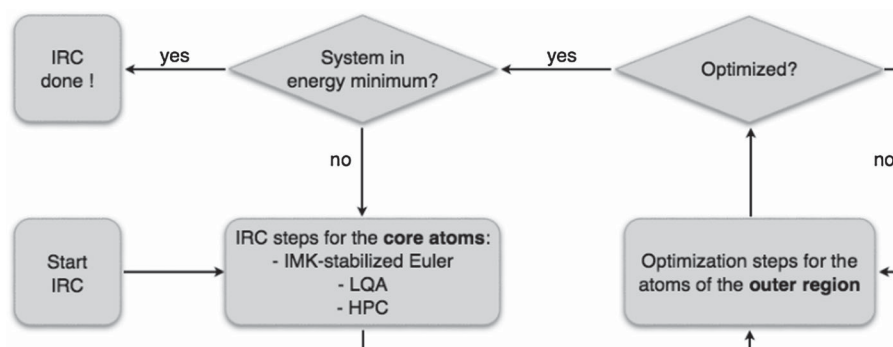 IRC
done !
yes
System in
energy minimum?
yes
Optimized?
no
no
Start
IRC
IRC steps for the core atoms:
- IMK-stabilized Euler
- LQA
- HPC
Optimization steps for the
atoms of the outer region